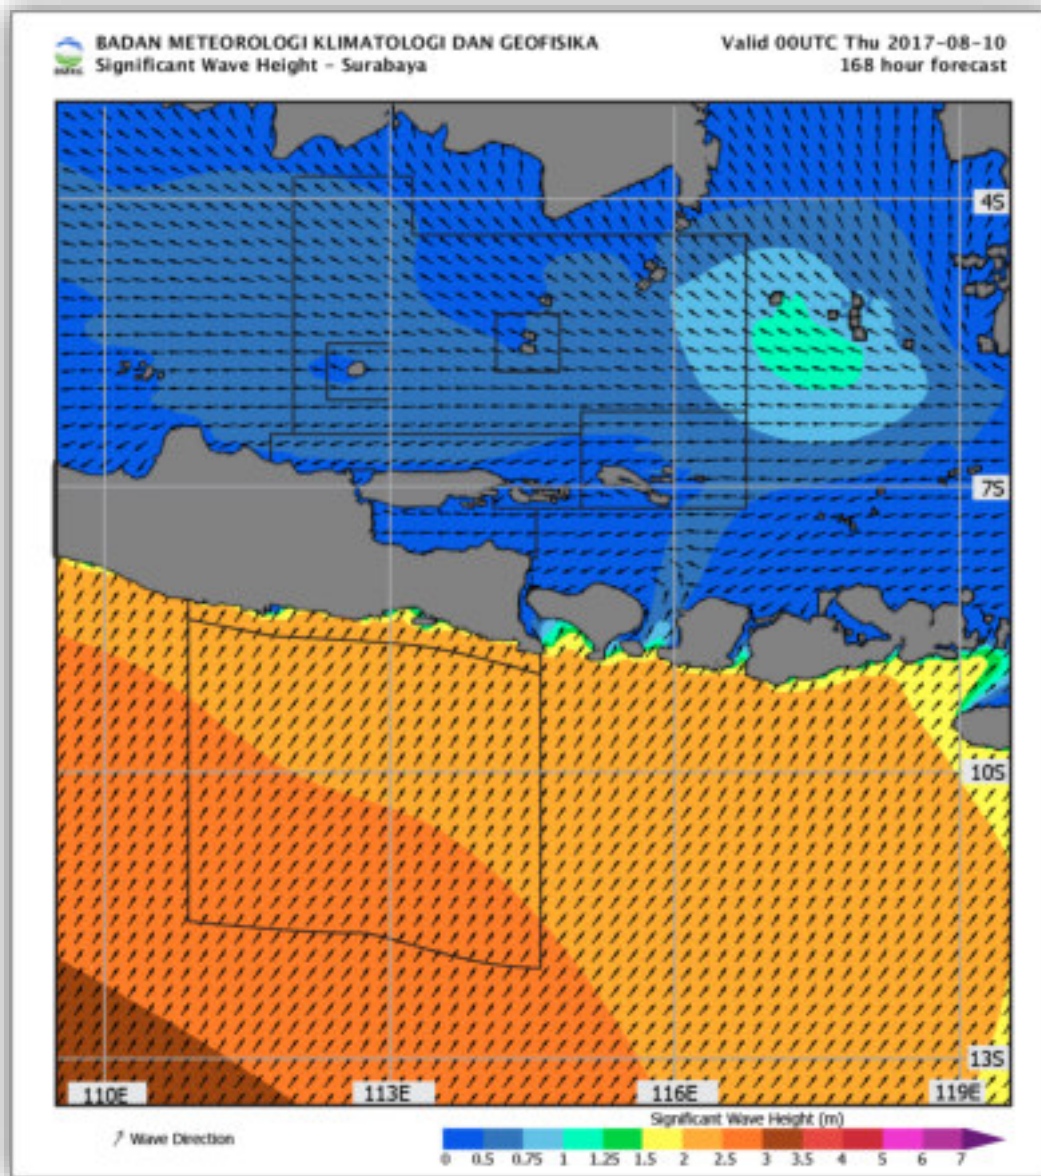 BADAN METEOROLOGI KLIMATOLOGI DAN GEOFISIKA
Significant Wave Height - Surabaya
Valid 00UTC Thu 2017-08-10
168 hour forecast
4S
7S
10S
13S
110E 113E 116E 119E
Wave Direction
Significant Wave Height (m)
0 0.5 0.75 1 1.25 1.5 2 2.5 3 3.5 4 5 6 7